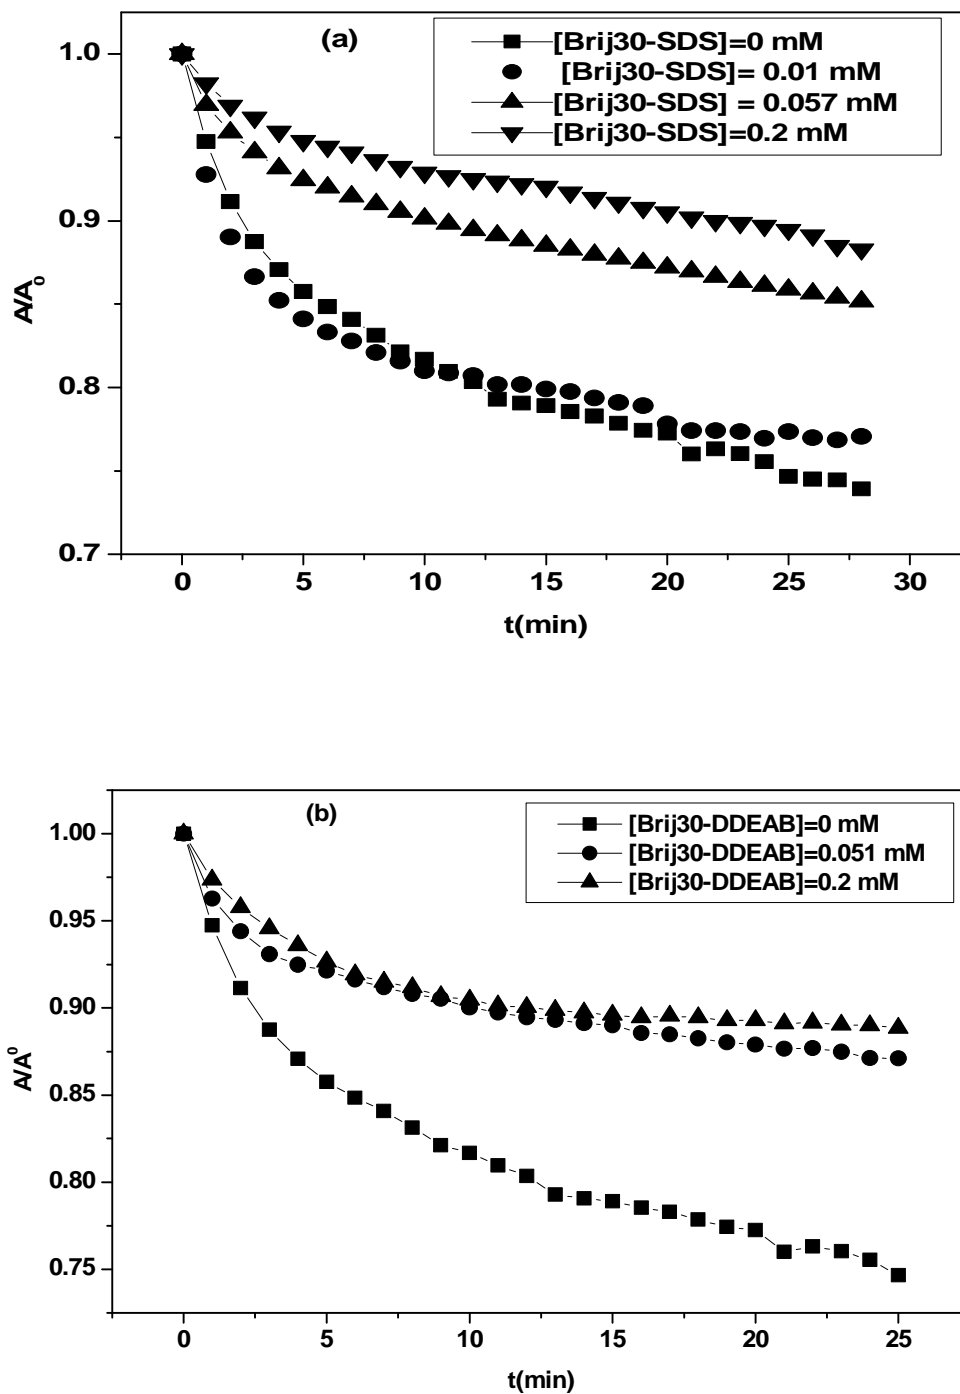 (a)
[Brij30-SDS]=0 mM
[Brij30-SDS]= 0.01 mM
[Brij30-SDS] = 0.057 mM
[Brij30-SDS]=0.2 mM
1.0
0.9
0.8
0.7
A/A0
0 5 10 15 20 25 30
t(min)
(b)
[Brij30-DDEAB]=0 mM
[Brij30-DDEAB]=0.051 mM
[Brij30-DDEAB]=0.2 mM
1.00
0.95
0.90
0.85
0.80
0.75
A/A0
0 5 10 15 20 25
t(min)